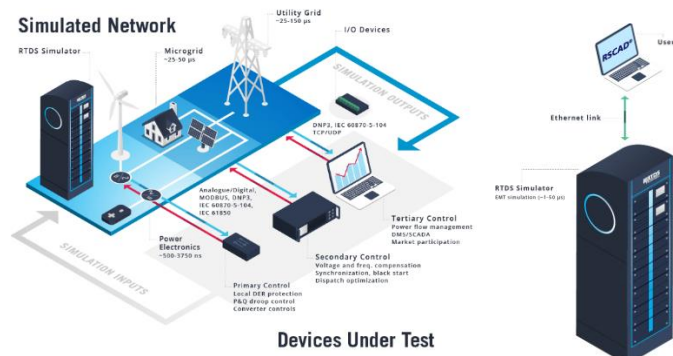 Simulated Network
RTDS Simulator
Microgrid
~25-50 µs
Utility Grid
~25-150 µs
I/O Devices
SIMULATION OUTPUTS
DNP3, IEC 60870-5-104
TCP/UDP
Analogue/Digital,
MODBUS, DNP3,
IEC 60870-5-104,
IEC 61850
Tertiary Control
Power flow management
DMS/SCADA
Market participation
Power
Electronics
~500-3750 ns
Secondary Control
Voltage and freq. compensation
Synchronization, black start
Dispatch optimization
SIMULATION INPUTS
Primary Control
Local DER protection
P&Q droop control
Converter controls
Devices Under Test
RSCAD®
User
Ethernet link
RTDS Simulator
EMT simulation (~1-50 µs)
RTDS